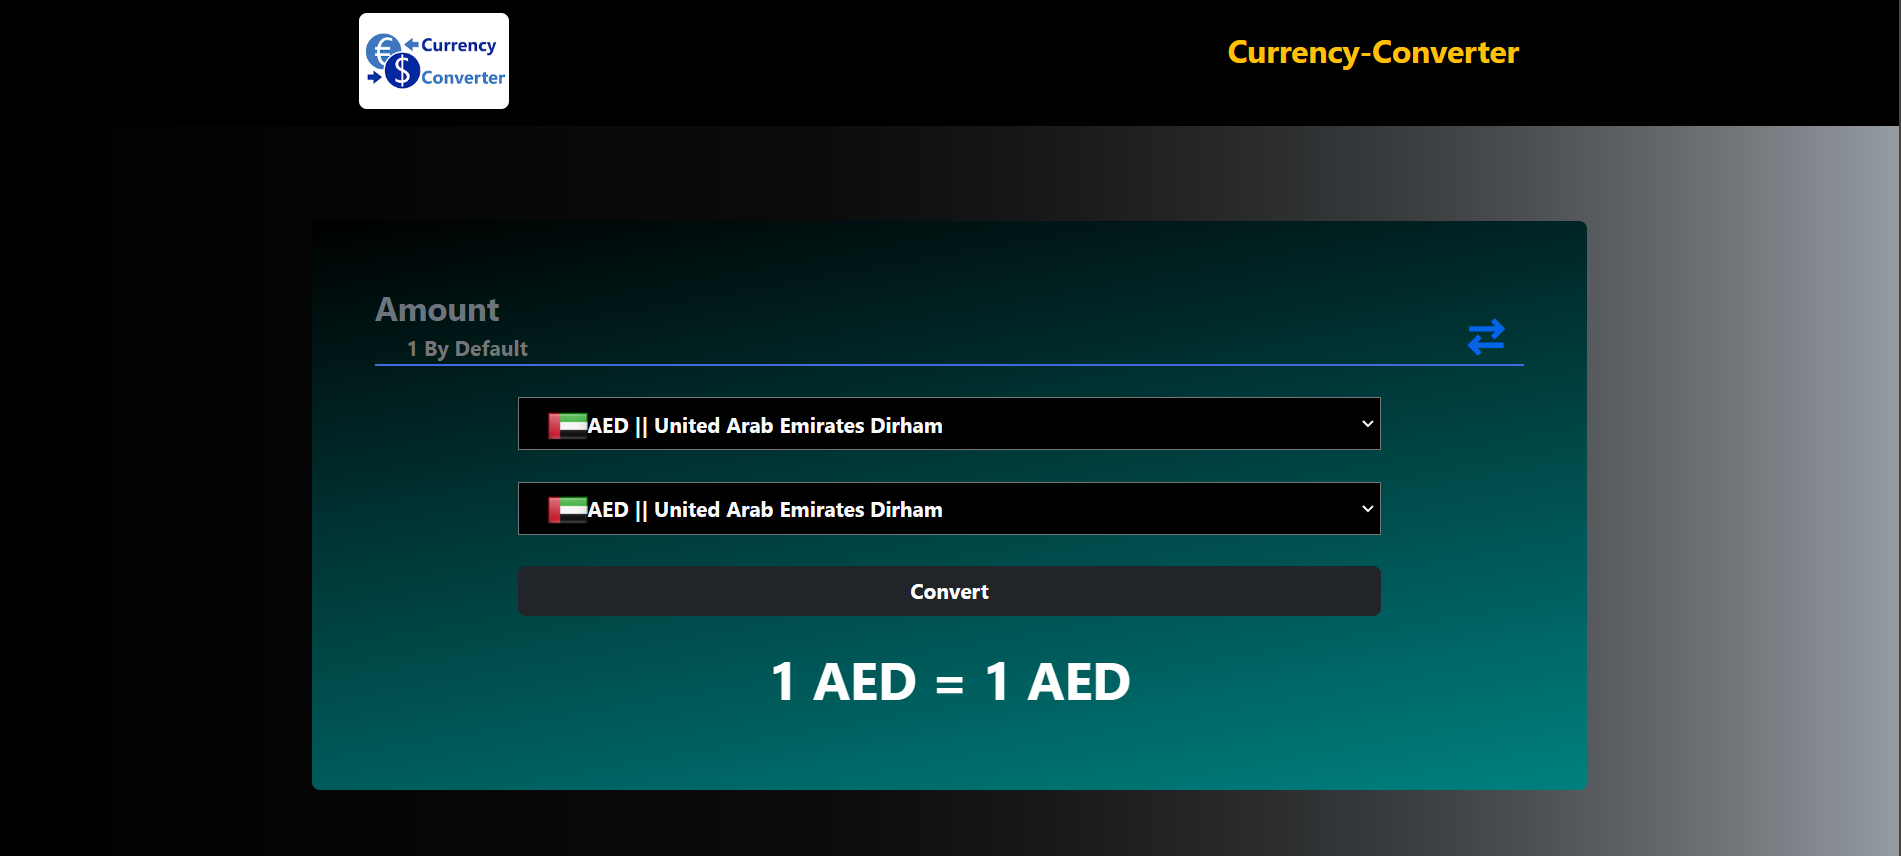 Currency
Converter
Currency-Converter
Amount
1 By Default
AED || United Arab Emirates Dirham
AED || United Arab Emirates Dirham
Convert
1 AED = 1 AED